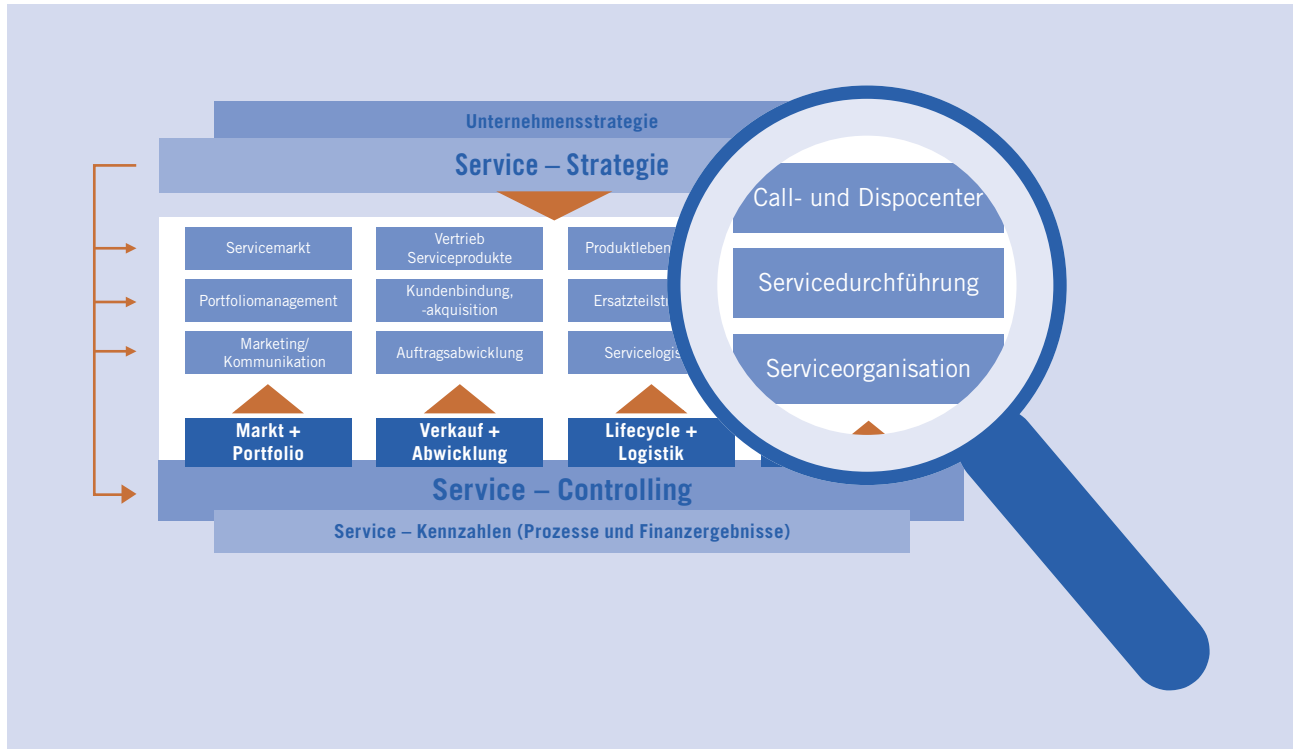 Unternehmensstrategie
Service – Strategie
Servicemarkt
Portfoliomanagement
Marketing/
Kommunikation
Vertrieb
Serviceprodukte
Kundenbindung,
-akquisition
Auftragsabwicklung
Call- und Dispocenter
Servicedurchführung
Serviceorganisation
Markt +
Portfolio
Verkauf +
Abwicklung
Lifecycle +
Logistik
Service – Controlling
Service – Kennzahlen (Prozesse und Finanzergebnisse)